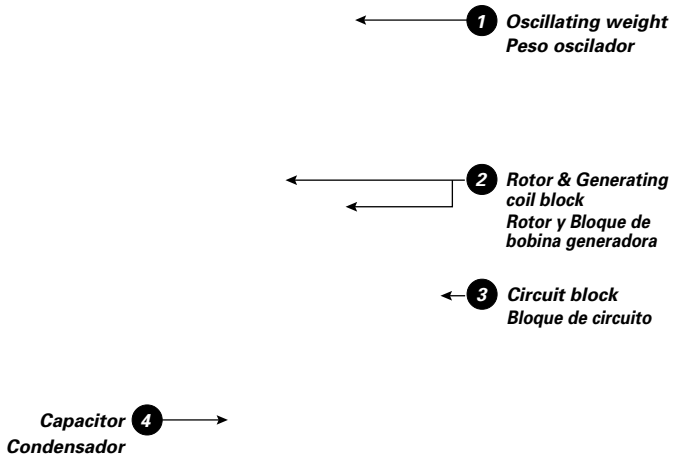 1 Oscillating weight
Peso oscilador
2 Rotor & Generating
coil block
Rotor y Bloque de
bobina generadora
3 Circuit block
Bloque de circuito
Capacitor 4
Condensador